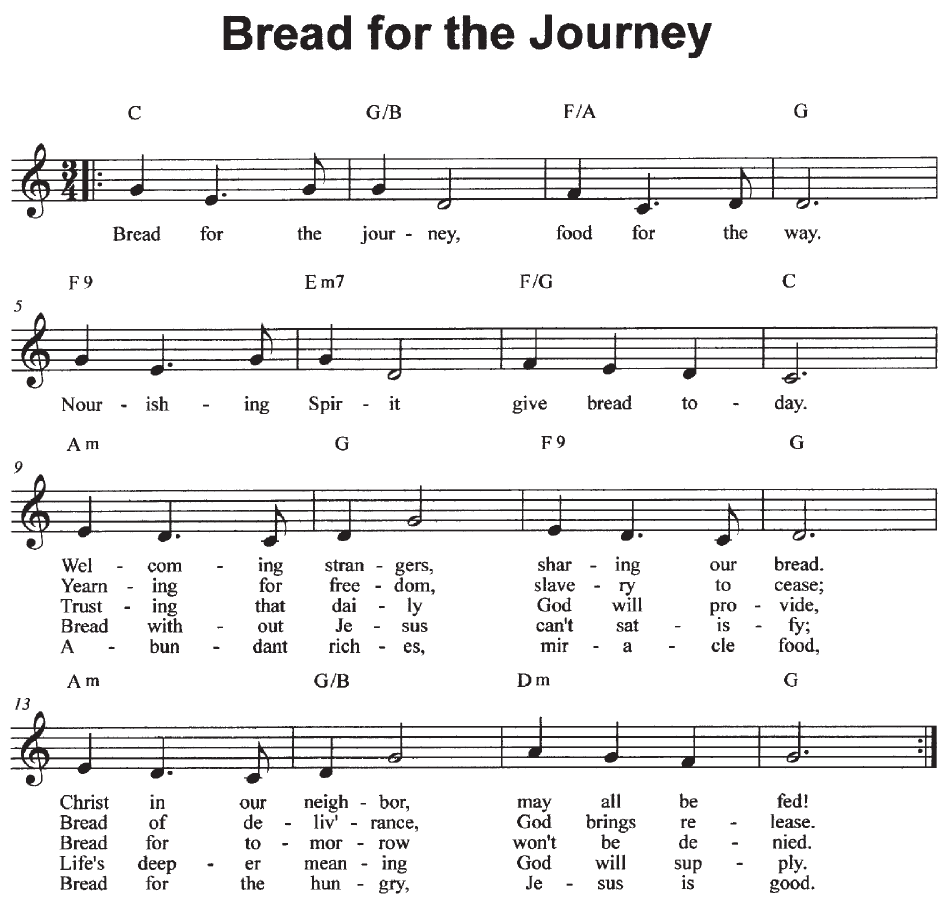 Bread for the Journey
C G/B F/A G
3
4
Bread for the jour - ney, food for the way.
F9 Em7 F/G C
5
Nour - ish - ing Spir - it give bread to - day.
Am G F9 G
9
Wel - com - ing stran - gers, shar - ing our bread.
Yearn - ing for free - dom, slave - ry to cease;
Trust - ing that dai - ly God will pro - vide,
Bread with - out Je - sus can't sat - is - fy;
A - bun - dant rich - es, mir - a - cle food,
Am G/B Dm G
13
Christ in our neigh - bor, may all be fed!
Bread of de - liv' - rance, God brings re - lease.
Bread for to - mor - row won't be de - nied.
Life's deep - er mean - ing God will sup - ply.
Bread for the hun - gry, Je - sus is good.